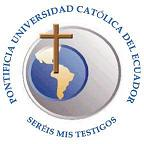 PONTIFICIA UNIVERSIDAD CATÓLICA DEL ECUADOR
SERÉIS MIS TESTIGOS